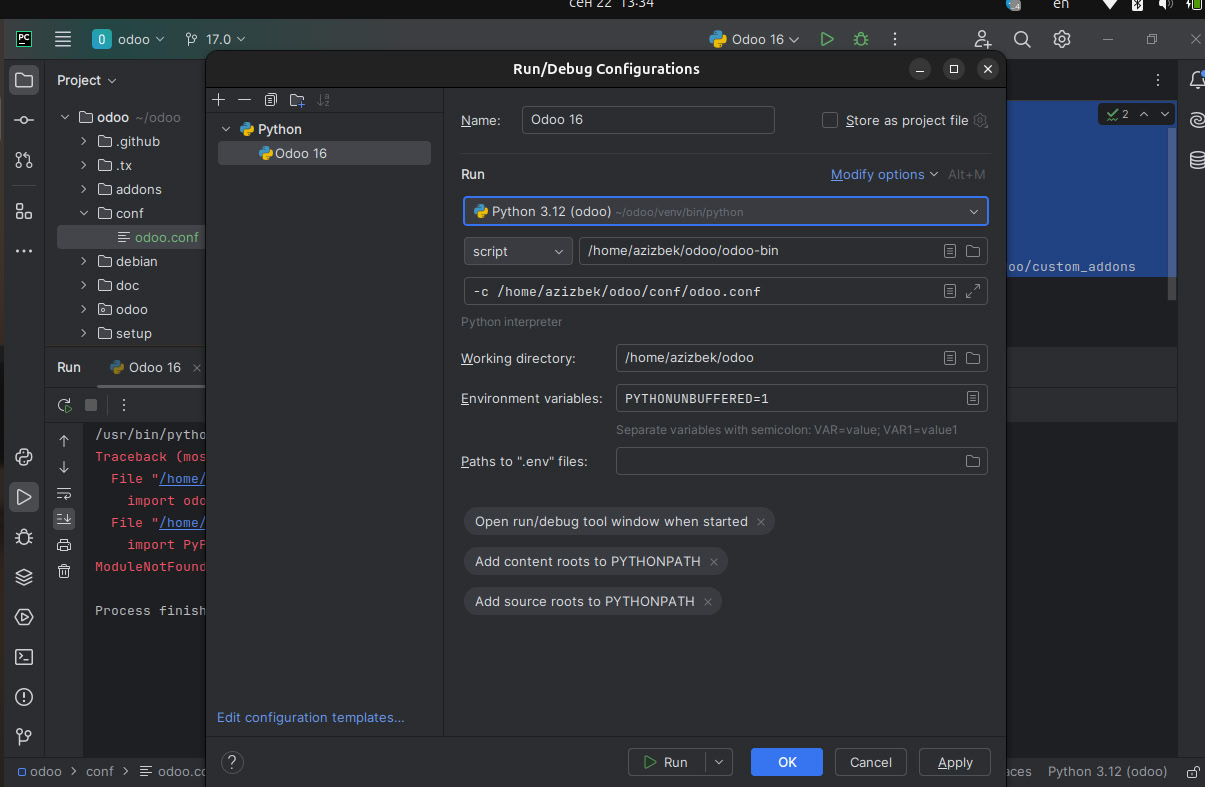 сен 22 13:34
en
PC
O odoo
17.0
Odoo 16
Project
odoo ~/odoo
.github
.tx
addons
conf
odoo.conf
debian
doc
odoo
setup
Run/Debug Configurations
Python
Odoo 16
Name: Odoo 16
Store as project file
Run
Modify options Alt+M
Python 3.12 (odoo) ~/odoo/venv/bin/python
script /home/azizbek/odoo/odoo-bin
-c /home/azizbek/odoo/conf/odoo.conf
Python interpreter
Working directory: /home/azizbek/odoo
Environment variables: PYTHONUNBUFFERED=1
Separate variables with semicolon: VAR=value; VAR1=value1
Paths to ".env" files:
Open run/debug tool window when started
Add content roots to PYTHONPATH
Add source roots to PYTHONPATH
Edit configuration templates...
?
Run
OK
Cancel
Apply
2
oo/custom_addons
Run
Odoo 16
/usr/bin/pytho
Traceback (mos
File "/home/
import odo
File "/home/
import PyP
ModuleNotFound
Process finish
odoo
conf
odoo.co
aces
Python 3.12 (odoo)